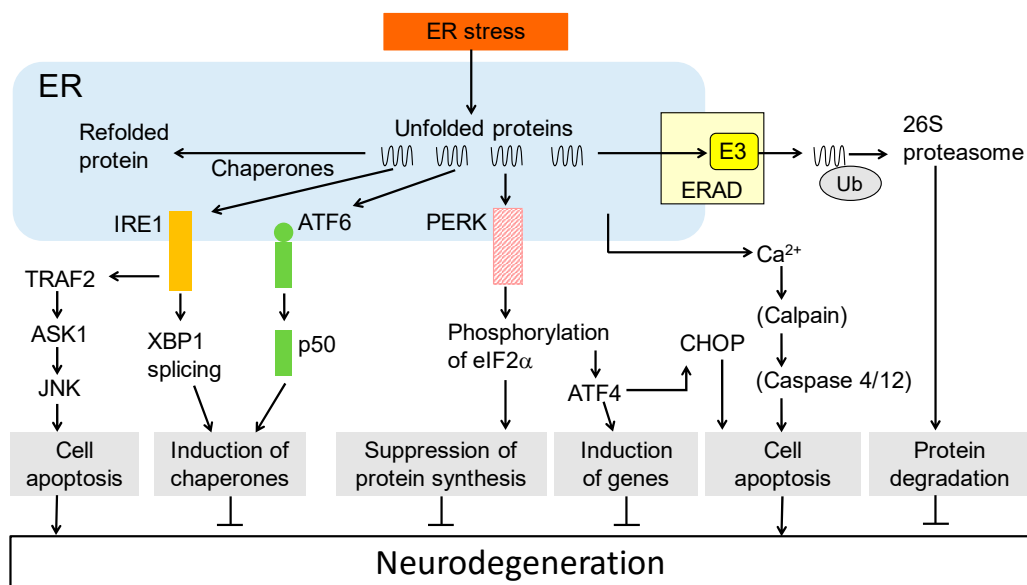 ER stress
ER
Unfolded proteins
Refolded
protein
Chaperones
E3
ERAD
Ub
26S
proteasome
IRE1
ATF6
PERK
Ca²⁺
TRAF2
ASK1
JNK
XBP1
splicing
p50
Phosphorylation
of eIF2α
ATF4
CHOP
(Calpain)
(Caspase 4/12)
Cell
apoptosis
Induction of
chaperones
Suppression of
protein synthesis
Induction
of genes
Cell
apoptosis
Protein
degradation
Neurodegeneration